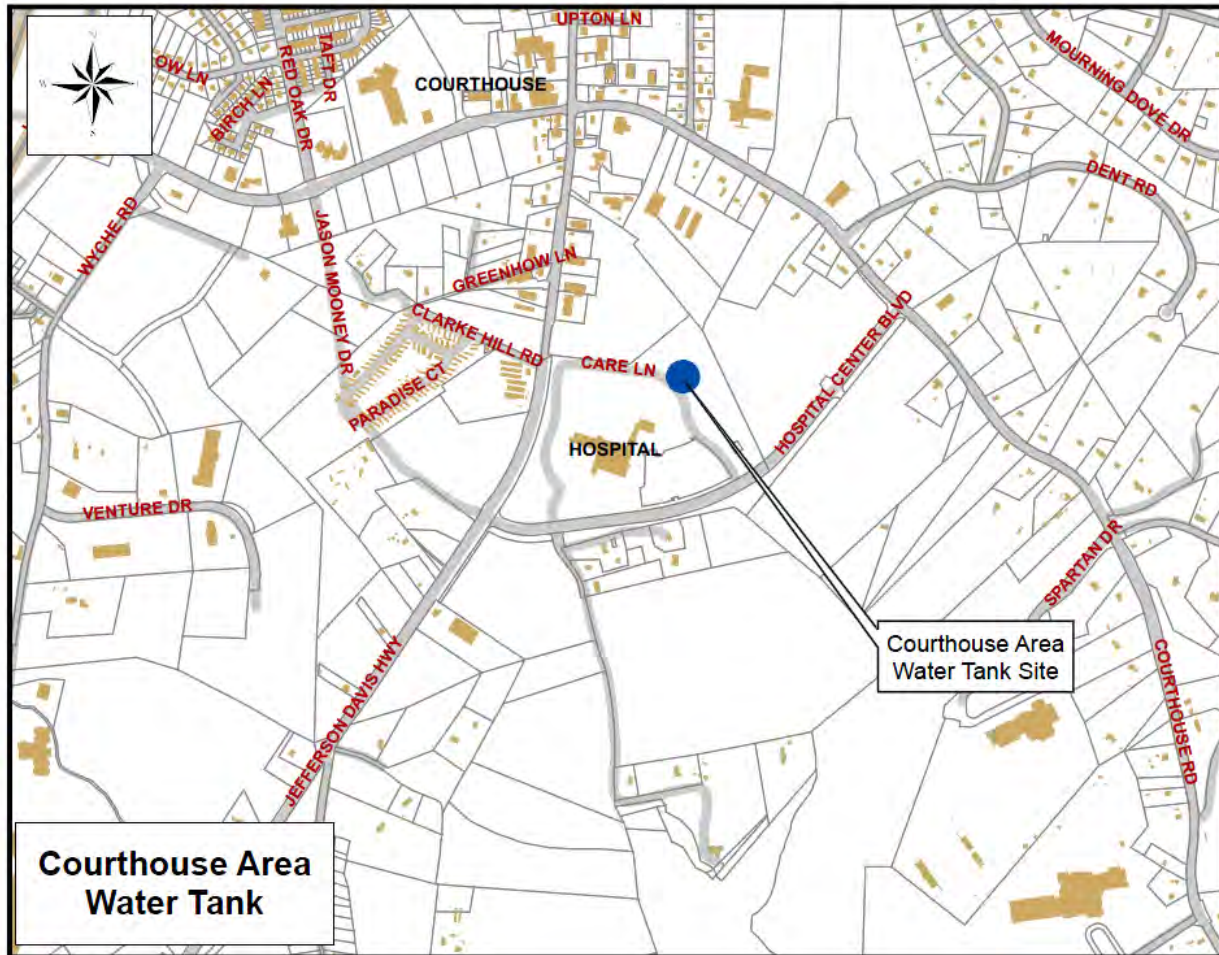 UPTON LN
TAFT DR
RED OAK DR
OW LN
BIRCH LN
COURTHOUSE
MOURNING DOVE DR
DENT RD
WYCHE RD
JASON MOONEY DR
GREENHOW LN
CLARKE HILL RD
PARADISE CT
CARE LN
HOSPITAL CENTER BLVD
HOSPITAL
VENTURE DR
SPARTAN DR
Courthouse Area
Water Tank Site
JEFFERSON DAVIS HWY
COURTHOUSE RD
Courthouse Area
Water Tank